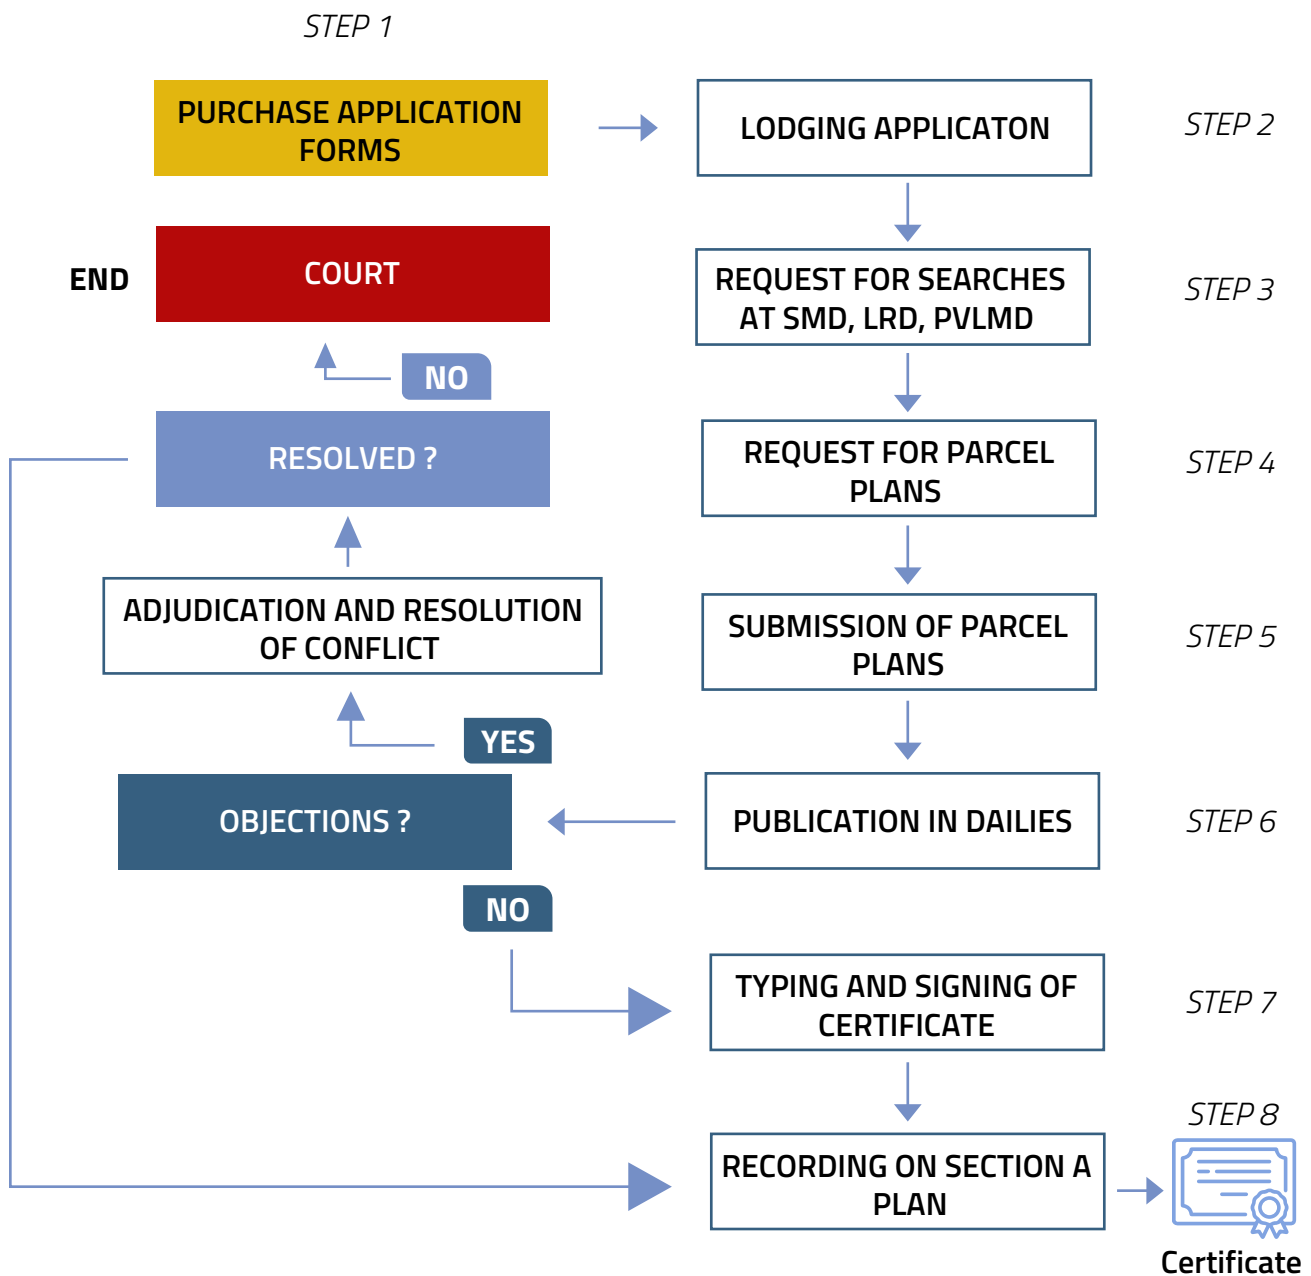 STEP 1
PURCHASE APPLICATION
FORMS
LODGING APPLICATON
STEP 2
END
COURT
REQUEST FOR SEARCHES
AT SMD, LRD, PVLMD
STEP 3
NO
RESOLVED ?
REQUEST FOR PARCEL
PLANS
STEP 4
ADJUDICATION AND RESOLUTION
OF CONFLICT
SUBMISSION OF PARCEL
PLANS
STEP 5
YES
OBJECTIONS ?
PUBLICATION IN DAILIES
STEP 6
NO
TYPING AND SIGNING OF
CERTIFICATE
STEP 7
STEP 8
RECORDING ON SECTION A
PLAN
Certificate